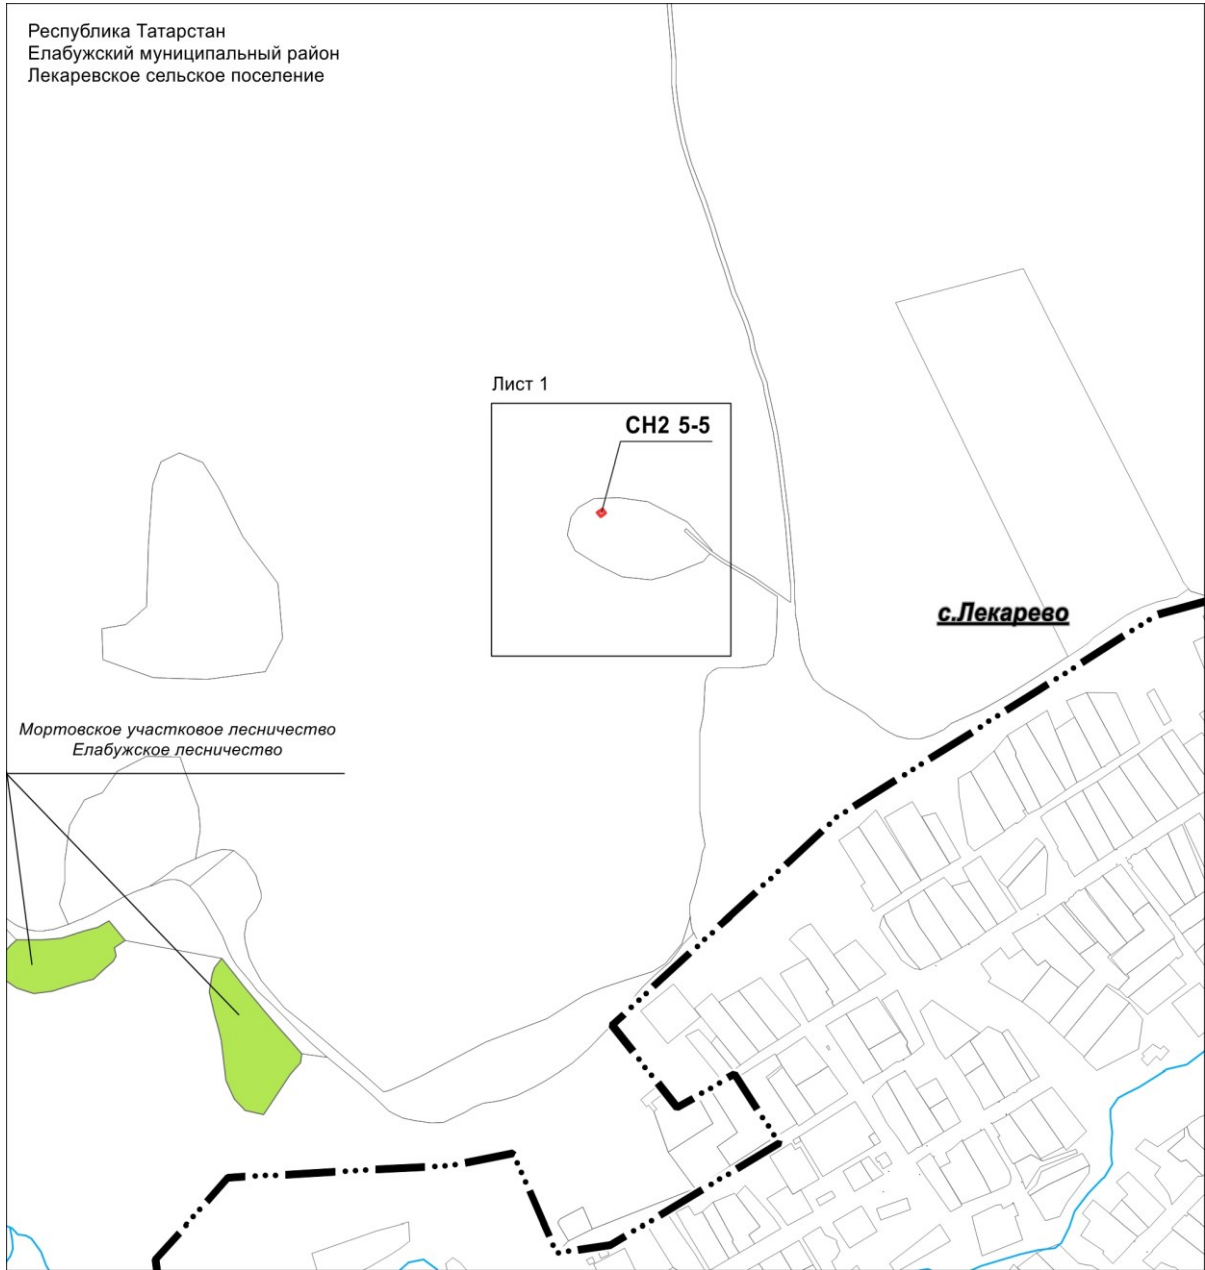 Республика Татарстан
Елабужский муниципальный район
Лекаревское сельское поселение
Лист 1
СН2 5-5
с.Лекарево
Мортовское участковое лесничество
Елабужское лесничество